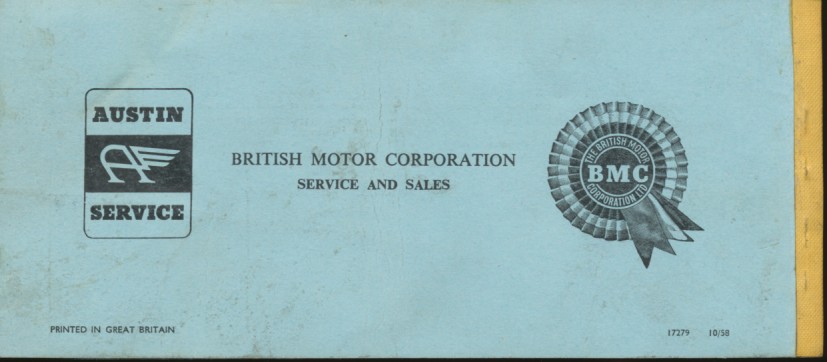 AUSTIN
A
SERVICE
BRITISH MOTOR CORPORATION
SERVICE AND SALES
THE BRITISH MOTOR
BMC
CORPORATION LTD
PRINTED IN GREAT BRITAIN
17279 10/58